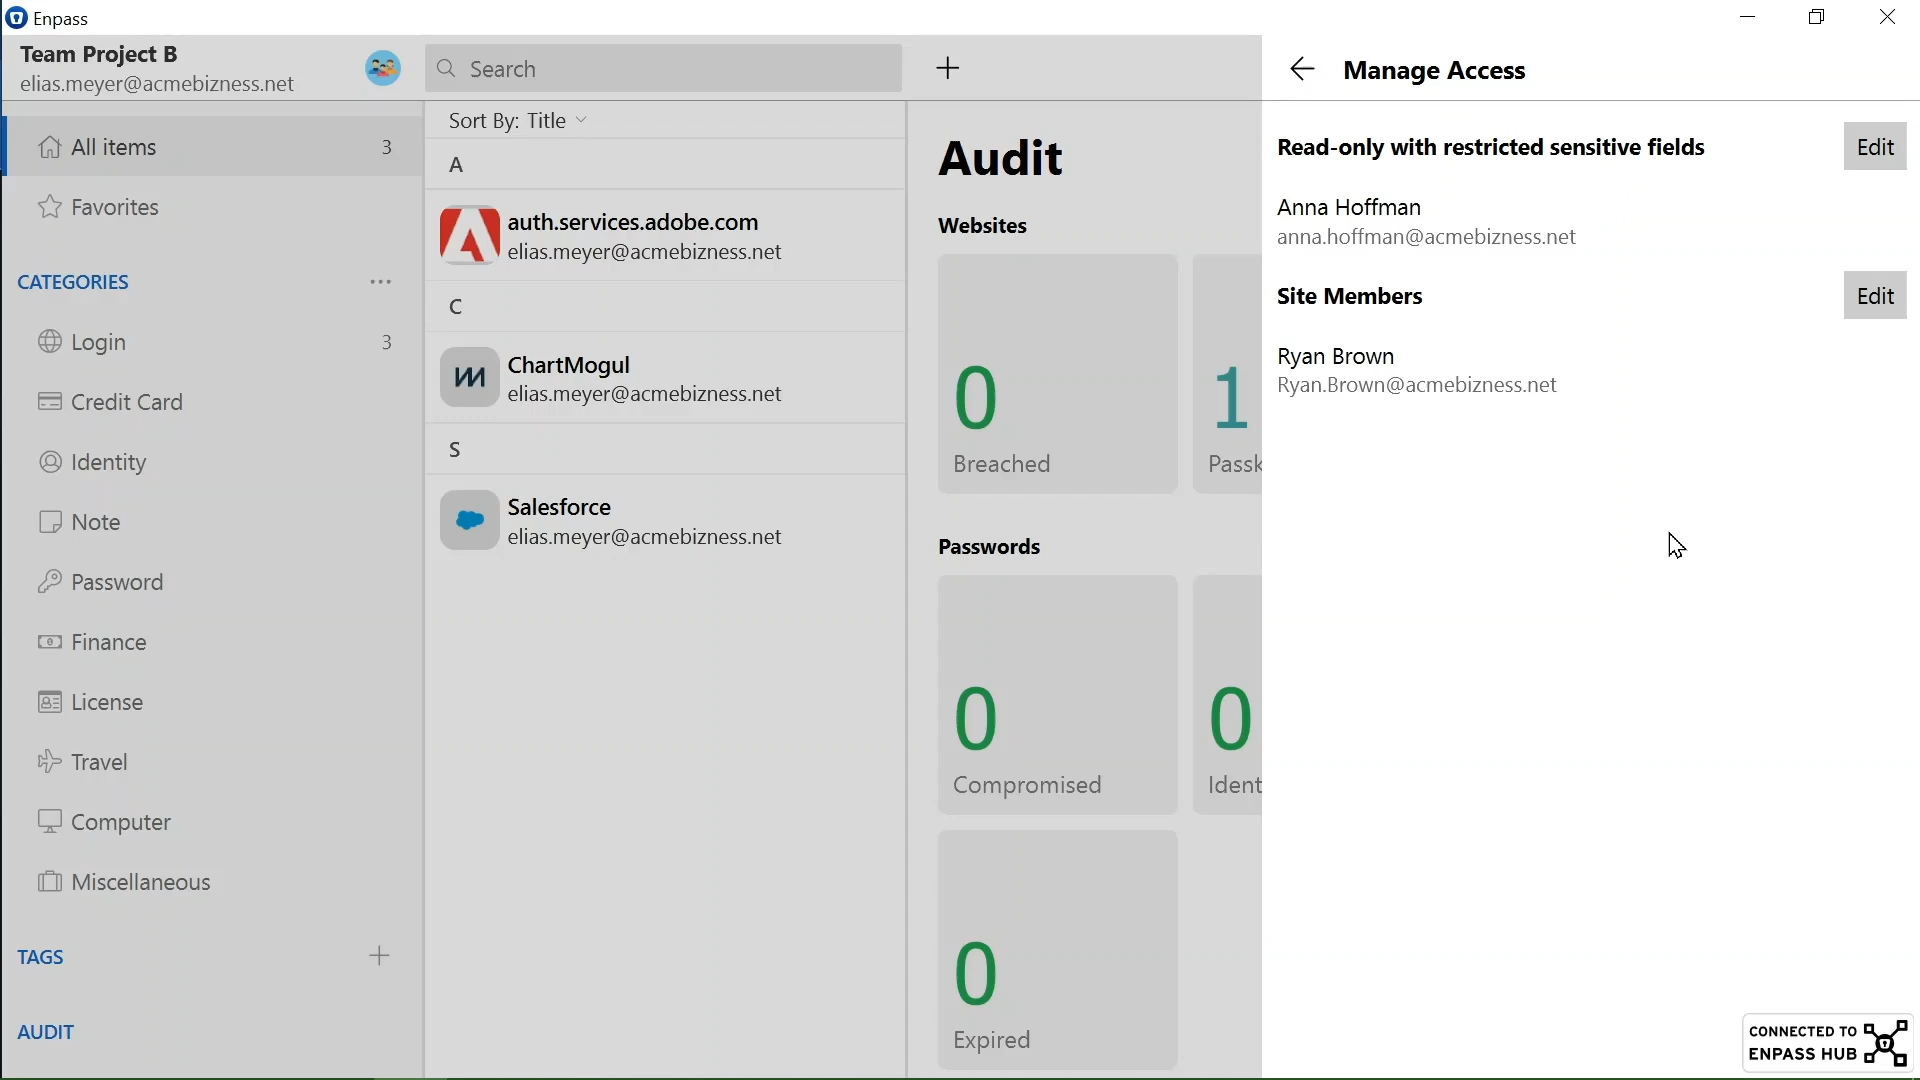 Enpass
Team Project B
elias.meyer@acmebizness.net
Search
All items 3
Favorites
CATEGORIES
Login 3
Credit Card
Identity
Note
Password
Finance
License
Travel
Computer
Miscellaneous
TAGS
AUDIT
Sort By: Title
A
auth.services.adobe.com
elias.meyer@acmebizness.net
C
ChartMogul
elias.meyer@acmebizness.net
S
Salesforce
elias.meyer@acmebizness.net
Audit
Websites
0
Breached
1
Passk
Passwords
0
Compromised
0
Ident
0
Expired
Manage Access
Read-only with restricted sensitive fields
Edit
Anna Hoffman
anna.hoffman@acmebizness.net
Site Members
Edit
Ryan Brown
Ryan.Brown@acmebizness.net
CONNECTED TO
ENPASS HUB